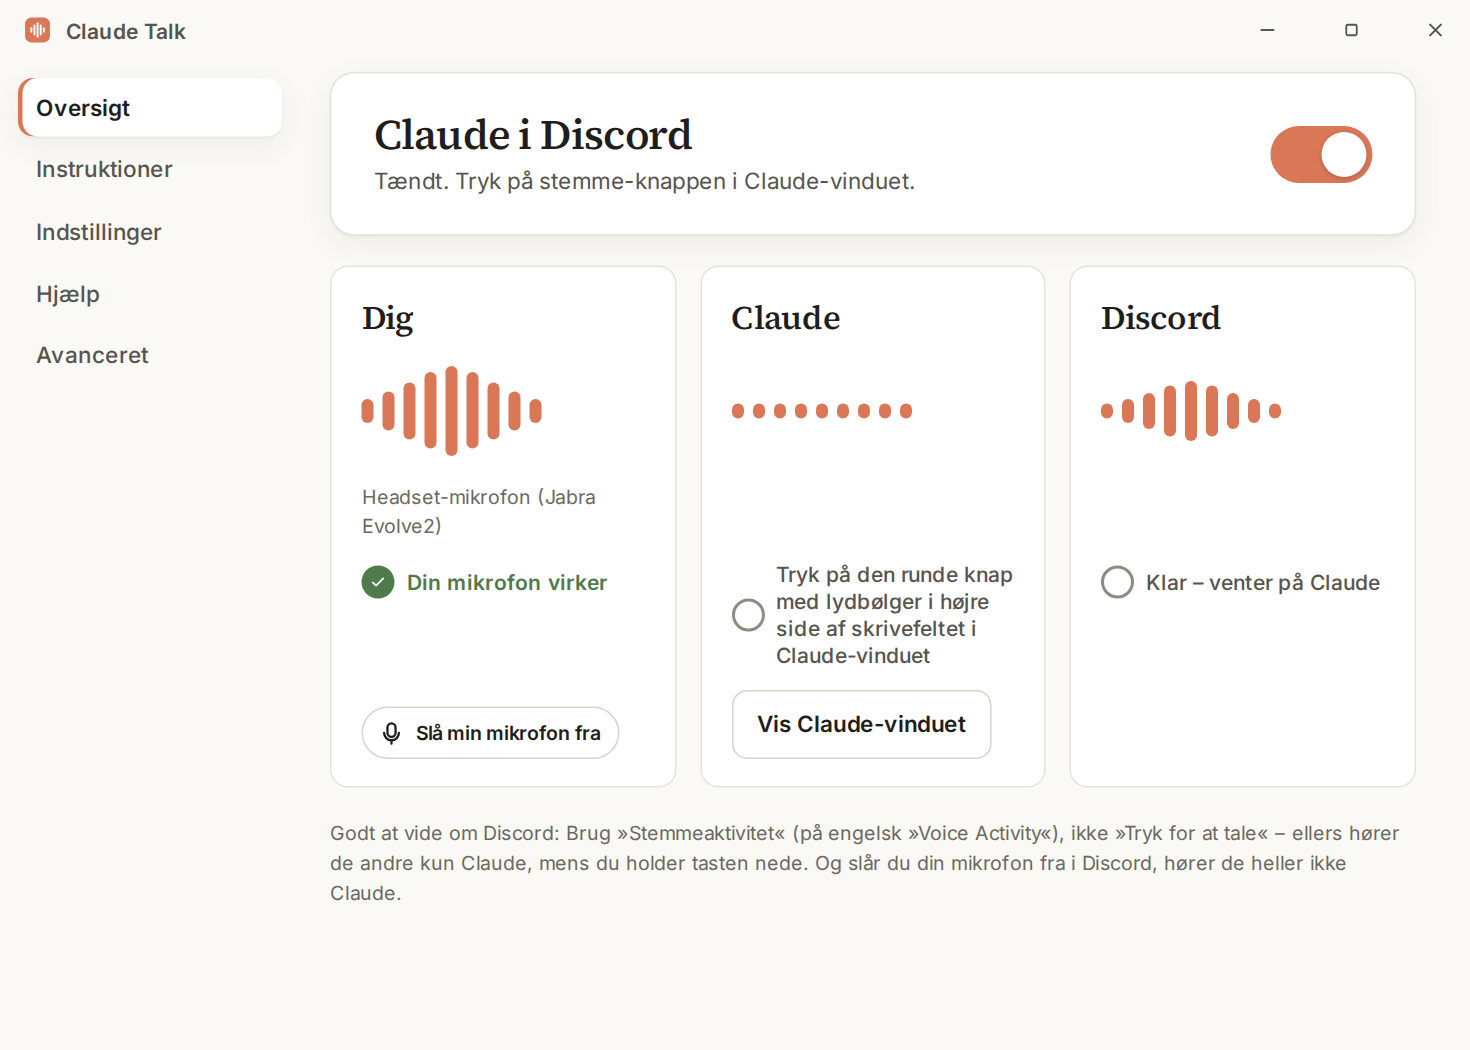 Claude Talk
Oversigt
Instruktioner
Indstillinger
Hjælp
Avanceret
Claude i Discord
Tændt. Tryk på stemme-knappen i Claude-vinduet.
Dig
Headset-mikrofon (Jabra
Evolve2)
Din mikrofon virker
Slå min mikrofon fra
Claude
Tryk på den runde knap
med lydbølger i højre
side af skrivefeltet i
Claude-vinduet
Vis Claude-vinduet
Discord
Klar – venter på Claude
Godt at vide om Discord: Brug »Stemmeaktivitet« (på engelsk »Voice Activity«), ikke »Tryk for at tale« – ellers hører
de andre kun Claude, mens du holder tasten nede. Og slår du din mikrofon fra i Discord, hører de heller ikke
Claude.